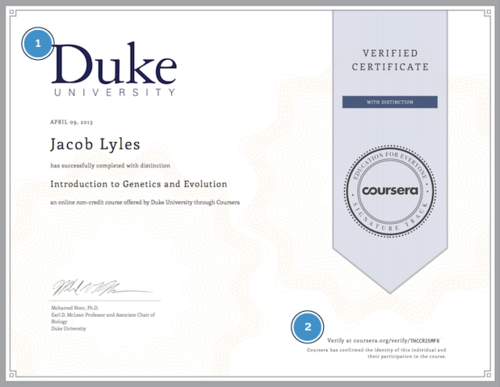 1
Duke
UNIVERSITY
APRIL 09, 2013
Jacob Lyles
has successfully completed with distinction
Introduction to Genetics and Evolution
an online non-credit course offered by Duke University through Coursera
Mohamed Noor, Ph.D.
Earl D. McLean Professor and Associate Chair of
Biology
Duke University
VERIFIED
CERTIFICATE
WITH DISTINCTION
EDUCATION FOR EVERYONE
coursera
SIGNATURE TRACK
2
Verify at coursera.org/verify/
Coursera has confirmed the identity of this individual and
their participation in the course.